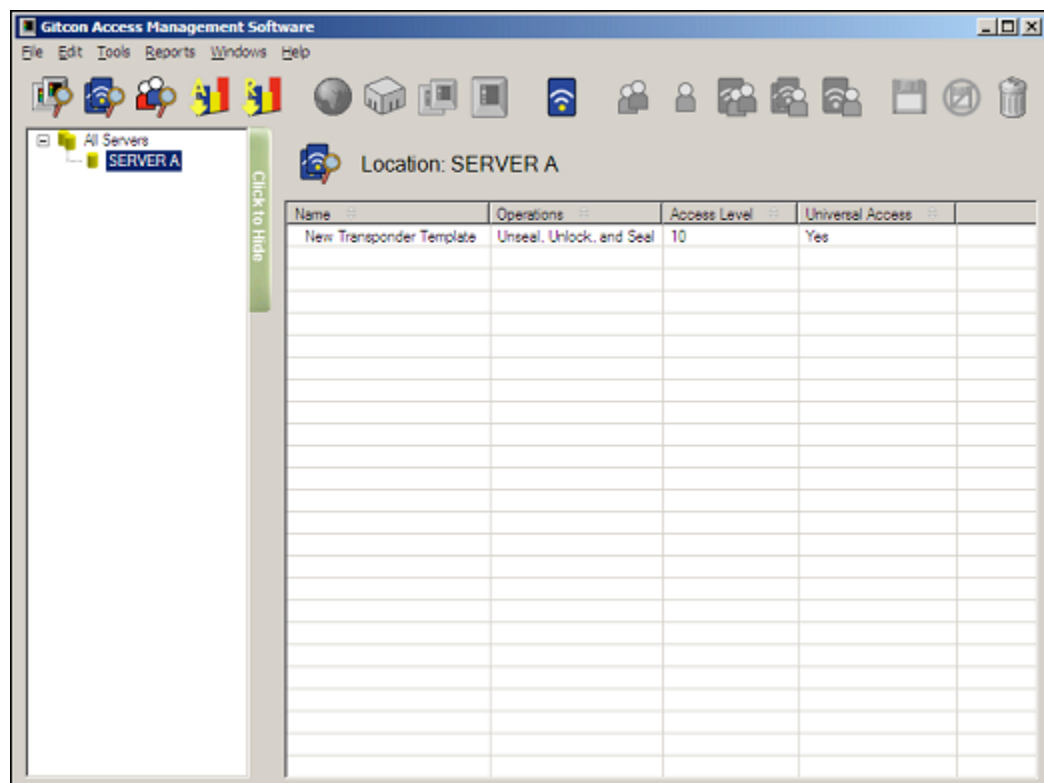 Gitcon Access Management Software
File Edit Tools Reports Windows Help
All Servers
SERVER A
Click to Hide
Location: SERVER A
Name Operations Access Level Universal Access
New Transponder Template Unseal, Unlock, and Seal 10 Yes